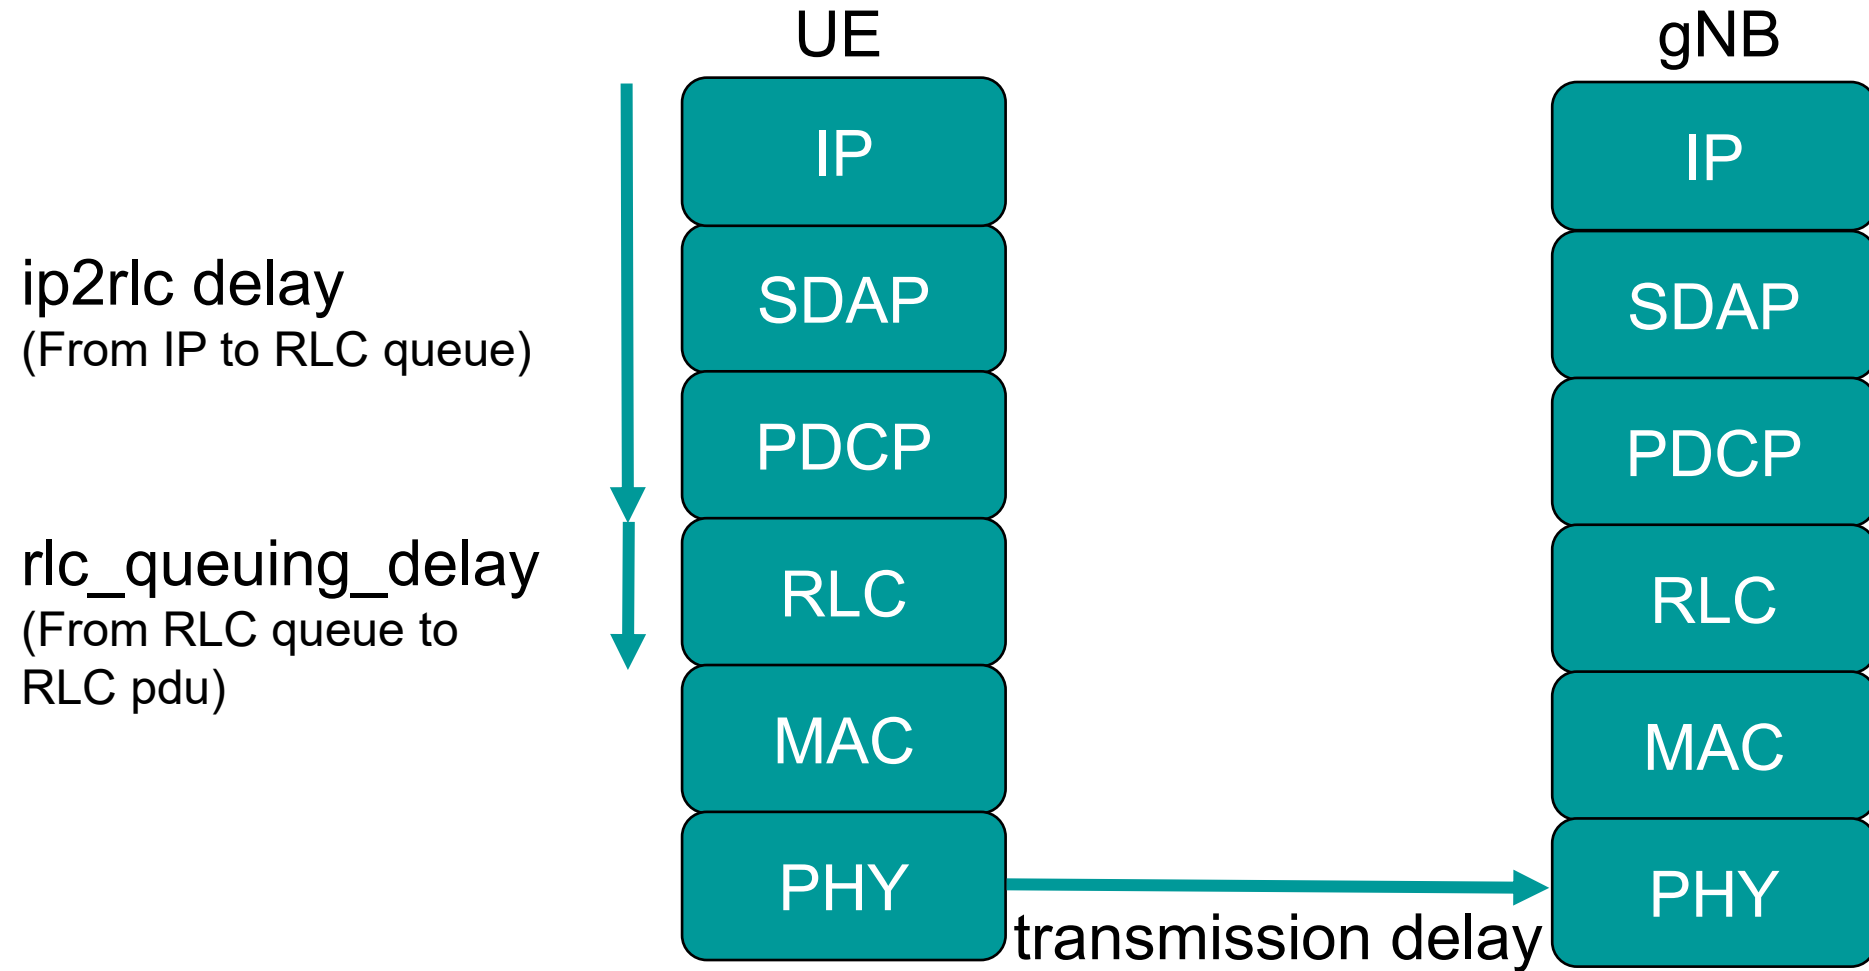 UE
gNB
IP
IP
ip2rlc delay
(From IP to RLC queue)
SDAP
SDAP
PDCP
PDCP
rlc_queuing_delay
(From RLC queue to
RLC pdu)
RLC
RLC
MAC
MAC
PHY
PHY
transmission delay